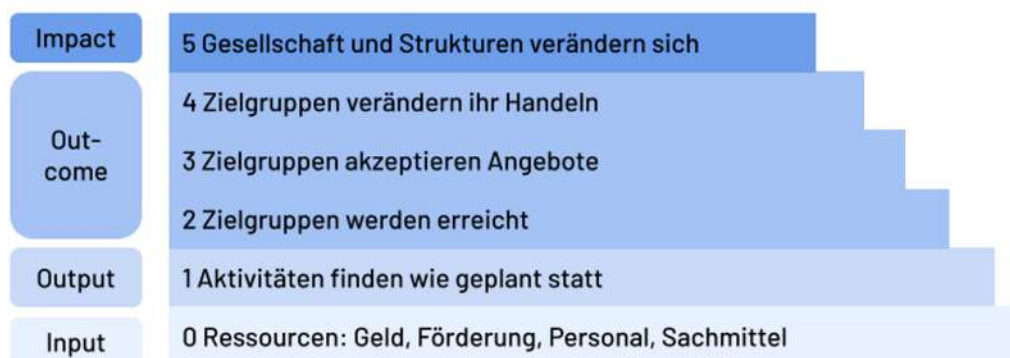 Impact
5 Gesellschaft und Strukturen verändern sich
Out-
come
4 Zielgruppen verändern ihr Handeln
3 Zielgruppen akzeptieren Angebote
2 Zielgruppen werden erreicht
Output
1 Aktivitäten finden wie geplant statt
Input
0 Ressourcen: Geld, Förderung, Personal, Sachmittel